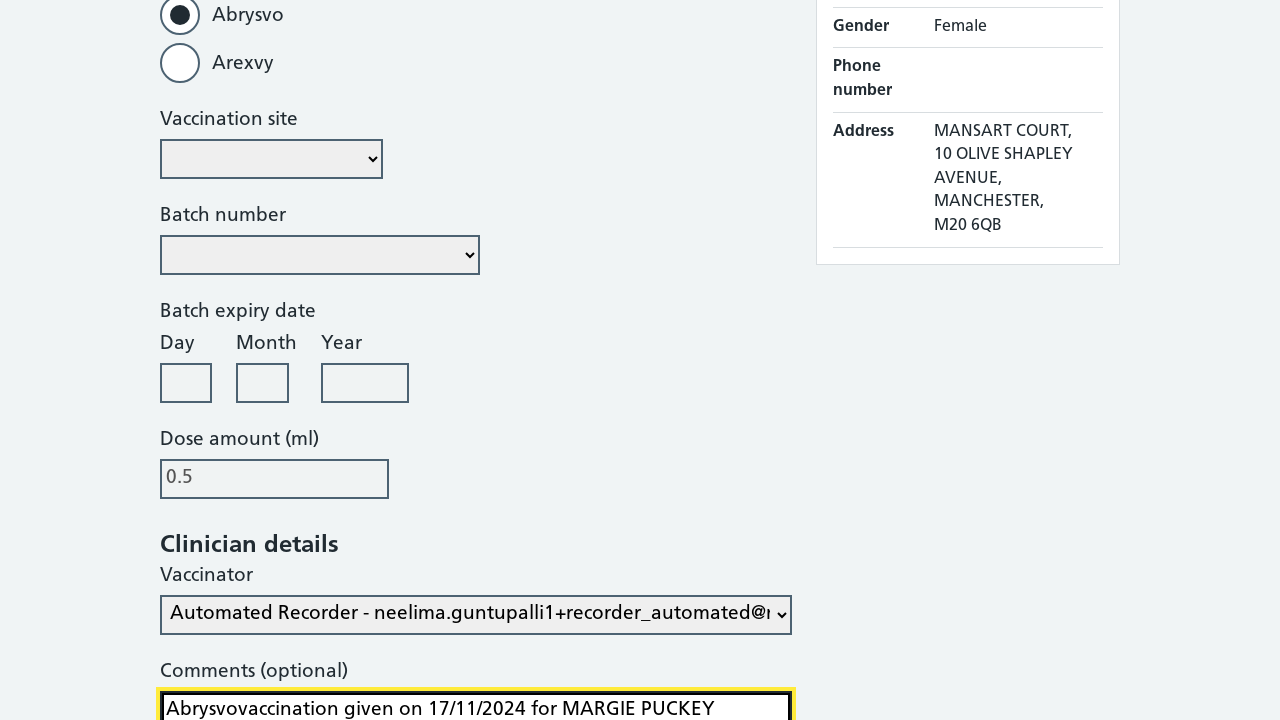 Abrysvo
Arexvy
Vaccination site
Batch number
Batch expiry date
Day Month Year
Dose amount (ml)
0.5
Clinician details
Vaccinator
Automated Recorder - neelima.guntupalli1+recorder_automated@
Comments (optional)
Abrysvovaccination given on 17/11/2024 for MARGIE PUCKEY
Gender Female
Phone
number
Address MANSART COURT,
10 OLIVE SHAPLEY
AVENUE,
MANCHESTER,
M20 6QB